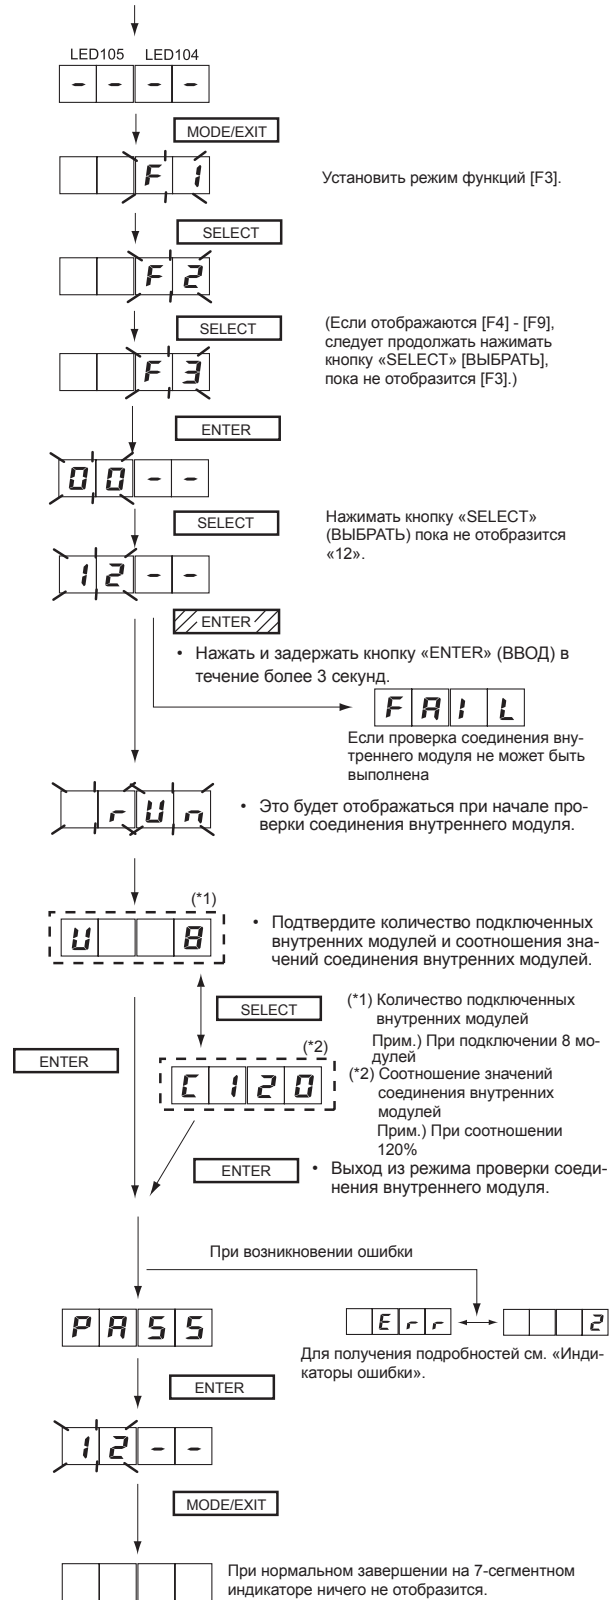 LED105 LED104
- - - -
MODE/EXIT
F 1
Установить режим функций [F3].
SELECT
F 2
SELECT
(Если отображаются [F4] - [F9],
следует продолжать нажимать
кнопку «SELECT» [ВЫБРАТЬ],
пока не отобразится [F3].)
F 3
ENTER
0 0 - -
SELECT
Нажимать кнопку «SELECT»
(ВЫБРАТЬ) пока не отобразится
«12».
1 2 - -
ENTER
• Нажать и задержать кнопку «ENTER» (ВВОД) в
течение более 3 секунд.
F A I L
Если проверка соединения вну-
треннего модуля не может быть
выполнена
r U n
• Это будет отображаться при начале про-
верки соединения внутреннего модуля.
(*1)
U 8
• Подтвердите количество подключенных
внутренних модулей и соотношения зна-
чений соединения внутренних модулей.
SELECT
(*1) Количество подключенных
внутренних модулей
Прим.) При подключении 8 мо-
дулей
ENTER
(*2)
C 1 2 0
(*2) Соотношение значений
соединения внутренних
модулей
Прим.) При соотношении
120%
ENTER
• Выход из режима проверки соеди-
нения внутреннего модуля.
При возникновении ошибки
P A S S
E r r
2
Для получения подробностей см. «Инди-
каторы ошибки».
ENTER
1 2 - -
MODE/EXIT
При нормальном завершении на 7-сегментном
индикаторе ничего не отобразится.